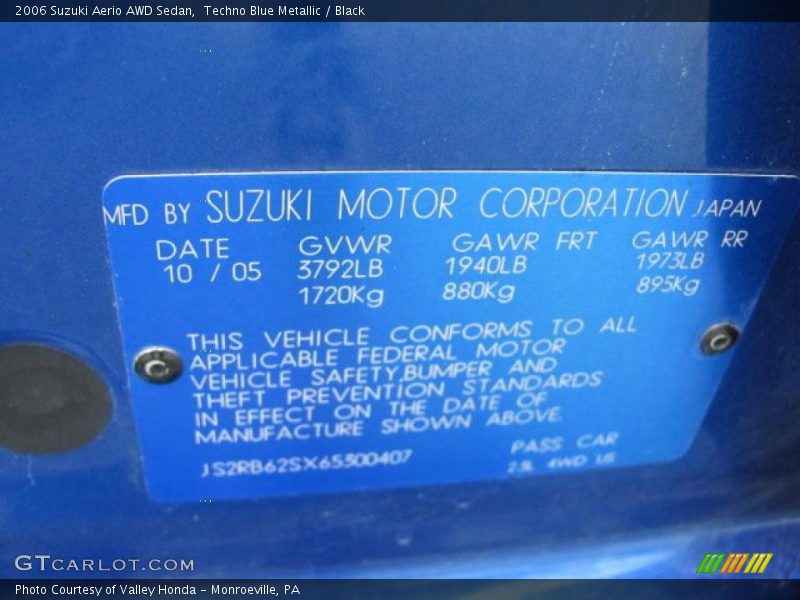 2006 Suzuki Aerio AWD Sedan,  Techno Blue Metallic / Black
MFD BY SUZUKI MOTOR CORPORATION JAPAN
DATE GVWR GAWR FRT GAWR RR
10 / 05 3792LB 1940LB 1973LB
1720Kg 880Kg 895Kg
THIS VEHICLE CONFORMS TO ALL
APPLICABLE FEDERAL MOTOR
VEHICLE SAFETY,BUMPER AND
THEFT PREVENTION STANDARDS
IN EFFECT ON THE DATE OF
MANUFACTURE SHOWN ABOVE.
JS2RB62SX65300407 PASS CAR
2.3L 4WD US
GTCARLOT.COM
Photo Courtesy of Valley Honda - Monroeville, PA